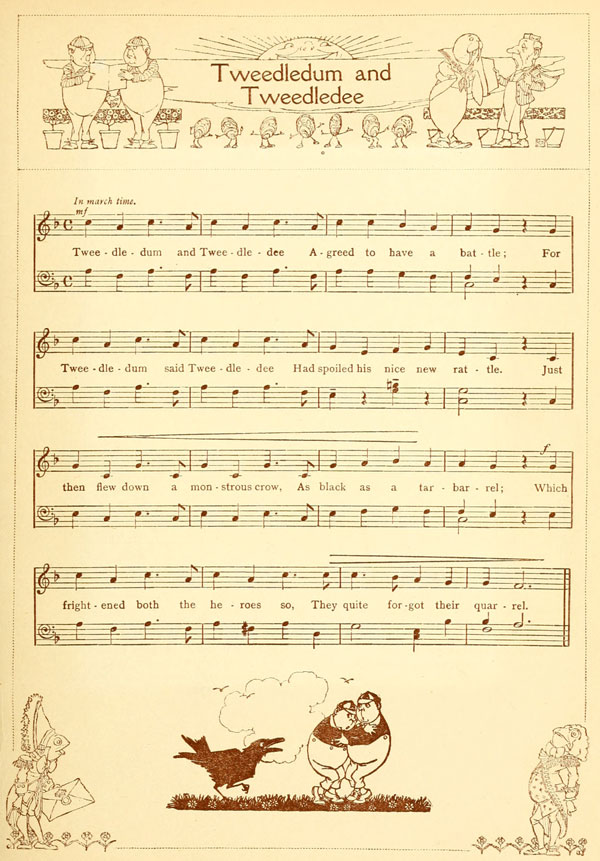 Tweedledum and
Tweedledee
In march time.
mf
Twee - dle - dum and Twee - dle - dee A - greed to have a bat - tle; For
Twee - dle - dum said Twee - dle - dee Had spoiled his nice new rat - tle. Just
f
then flew down a mon - strous crow, As black as a tar - bar - rel; Which
fright - ened both the he - roes so, They quite for - got their quar - rel.